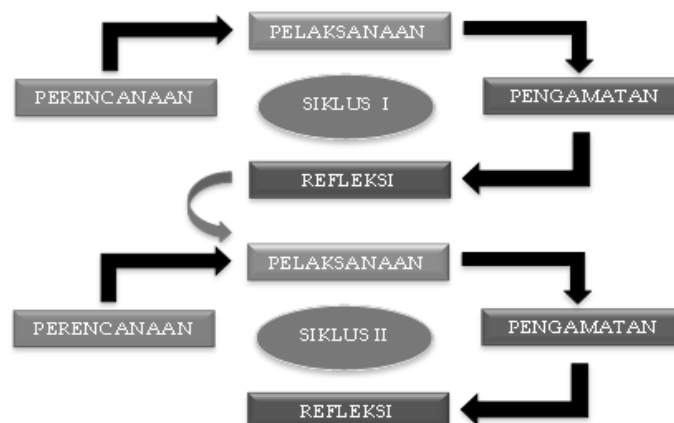 PELAKSANAAN
PERENCANAAN
SIKLUS I
PENGAMATAN
REFLEKSI
PELAKSANAAN
PERENCANAAN
SIKLUS II
PENGAMATAN
REFLEKSI